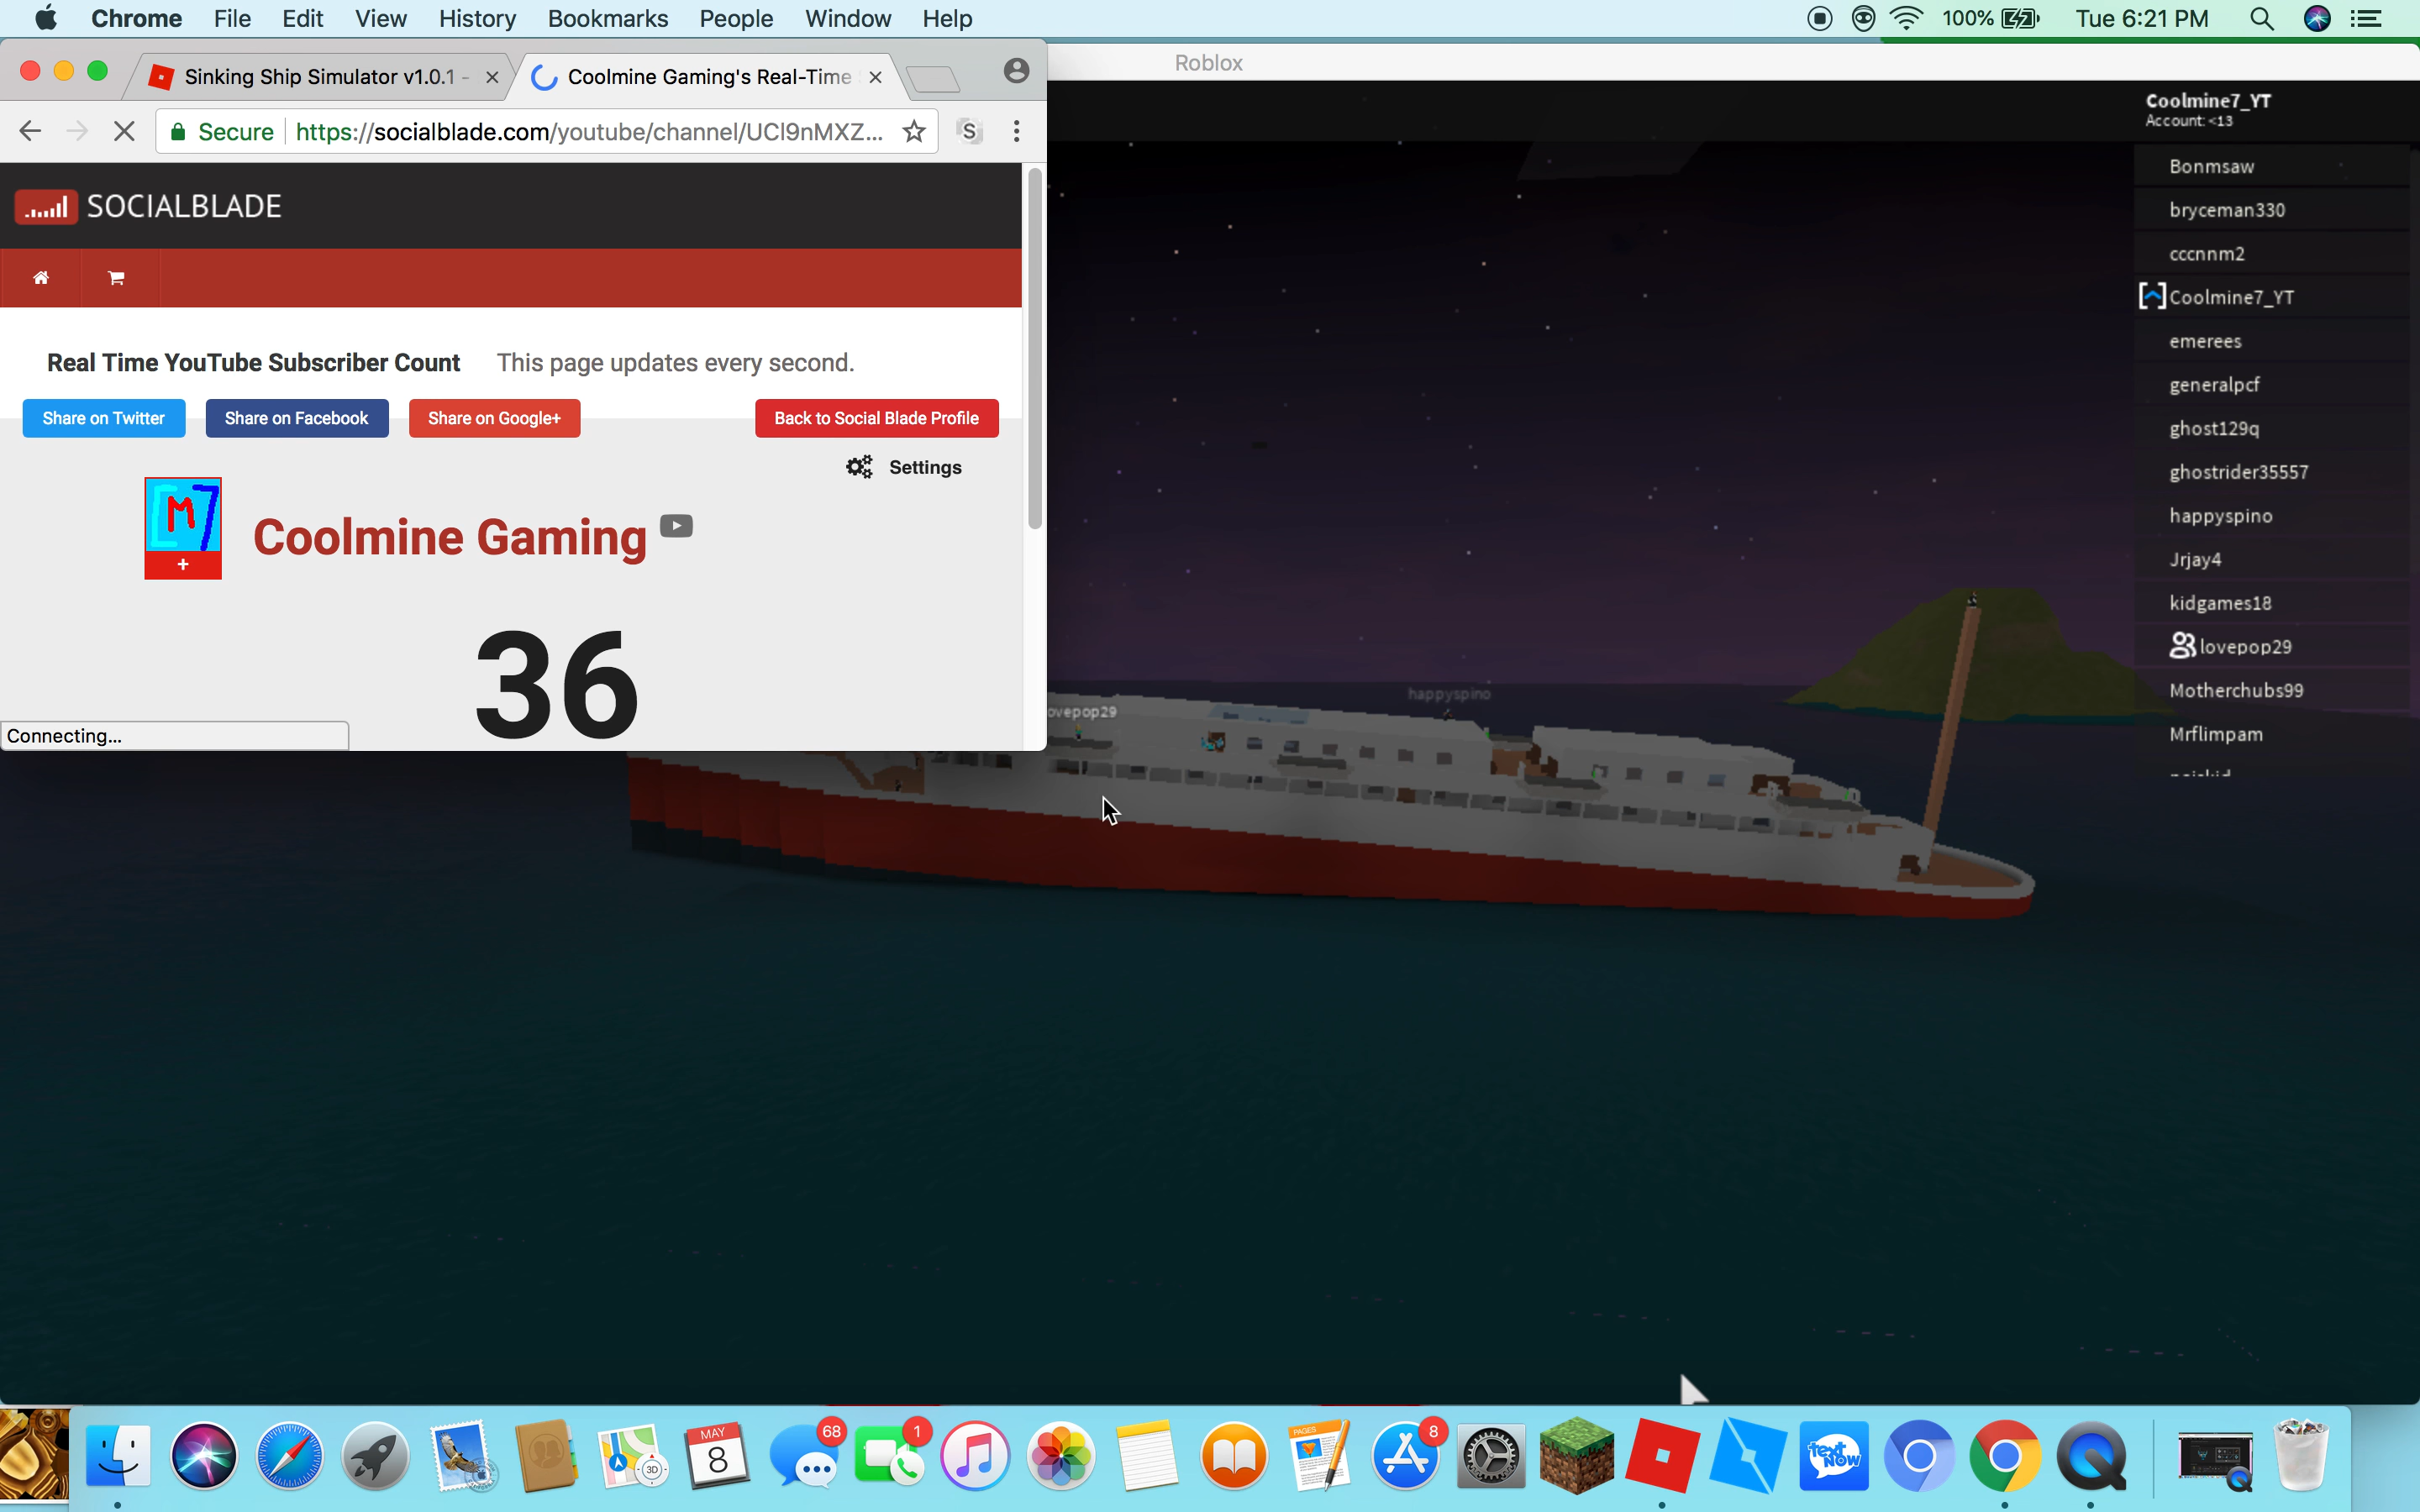 Chrome File Edit View History Bookmarks People Window Help 100% Tue 6:21 PM
Roblox
Sinking Ship Simulator v1.0.1 - Coolmine Gaming's Real-Time
Secure https://socialblade.com/youtube/channel/UCI9nMXZ...
S
SOCIALBLADE
Real Time YouTube Subscriber Count This page updates every second.
Share on Twitter Share on Facebook Share on Google+ Back to Social Blade Profile
Settings
M7
+
Coolmine Gaming
36
Connecting...
Coolmine7_YT
Account: <13
Bonmsaw
bryceman330
cccnnm2
Coolmine7_YT
emerees
generalpcf
ghost129q
ghostrider35557
happyspino
Jrjay4
kidgames18
lovepop29
Motherchubs99
Mrflimpam
happyspino
ovepop29
3D
MAY
8
68
1
PAGES
8
text
Now